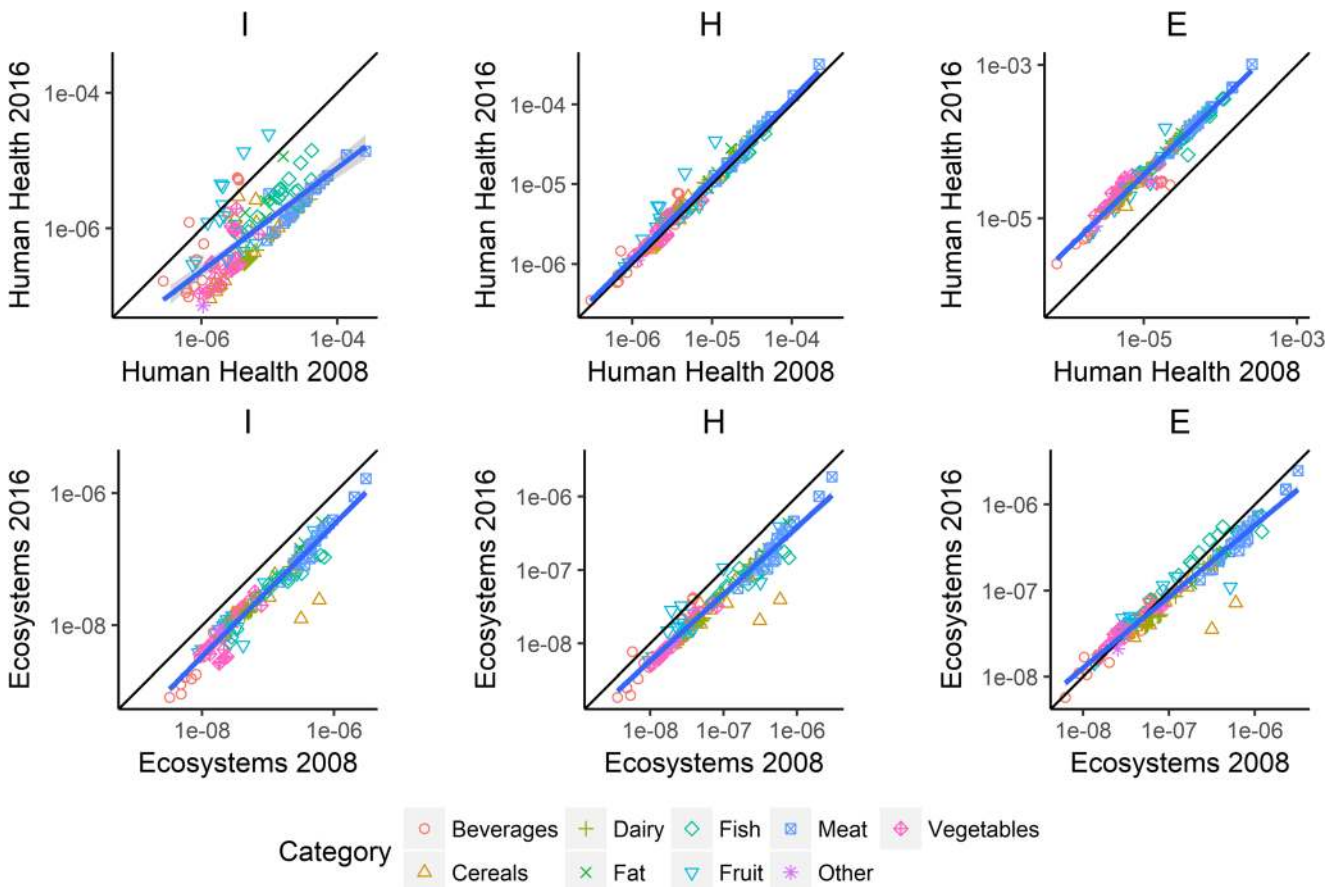 I
H
E
Human Health 2016
1e-04
1e-06
1e-06
1e-04
Human Health 2008
Human Health 2016
1e-04
1e-05
1e-06
1e-06
1e-05
1e-04
Human Health 2008
Human Health 2016
1e-03
1e-05
1e-05
1e-03
Human Health 2008
I
H
E
Ecosystems 2016
1e-06
1e-08
1e-08
1e-06
Ecosystems 2008
Ecosystems 2016
1e-06
1e-07
1e-08
1e-08
1e-07
1e-06
Ecosystems 2008
Ecosystems 2016
1e-06
1e-07
1e-08
1e-08
1e-07
1e-06
Ecosystems 2008
Category
Beverages
Dairy
Fish
Meat
Vegetables
Cereals
Fat
Fruit
Other